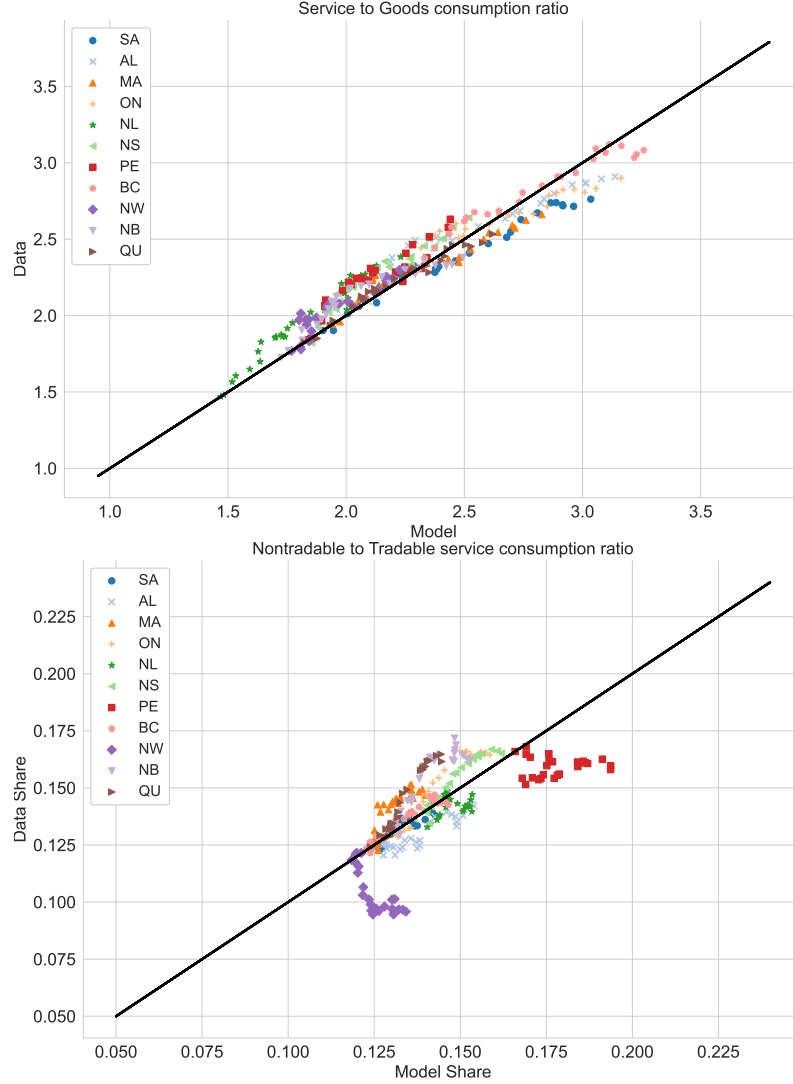 Service to Goods consumption ratio
SA
AL
MA
ON
NL
NS
PE
BC
NW
NB
QU
3.5
3.0
2.5
2.0
1.5
1.0
Data
1.0 1.5 2.0 2.5 3.0 3.5
Model
Nontradable to Tradable service consumption ratio
SA
AL
MA
ON
NL
NS
PE
BC
NW
NB
QU
0.225
0.200
0.175
0.150
0.125
0.100
0.075
0.050
Data Share
0.050 0.075 0.100 0.125 0.150 0.175 0.200 0.225
Model Share